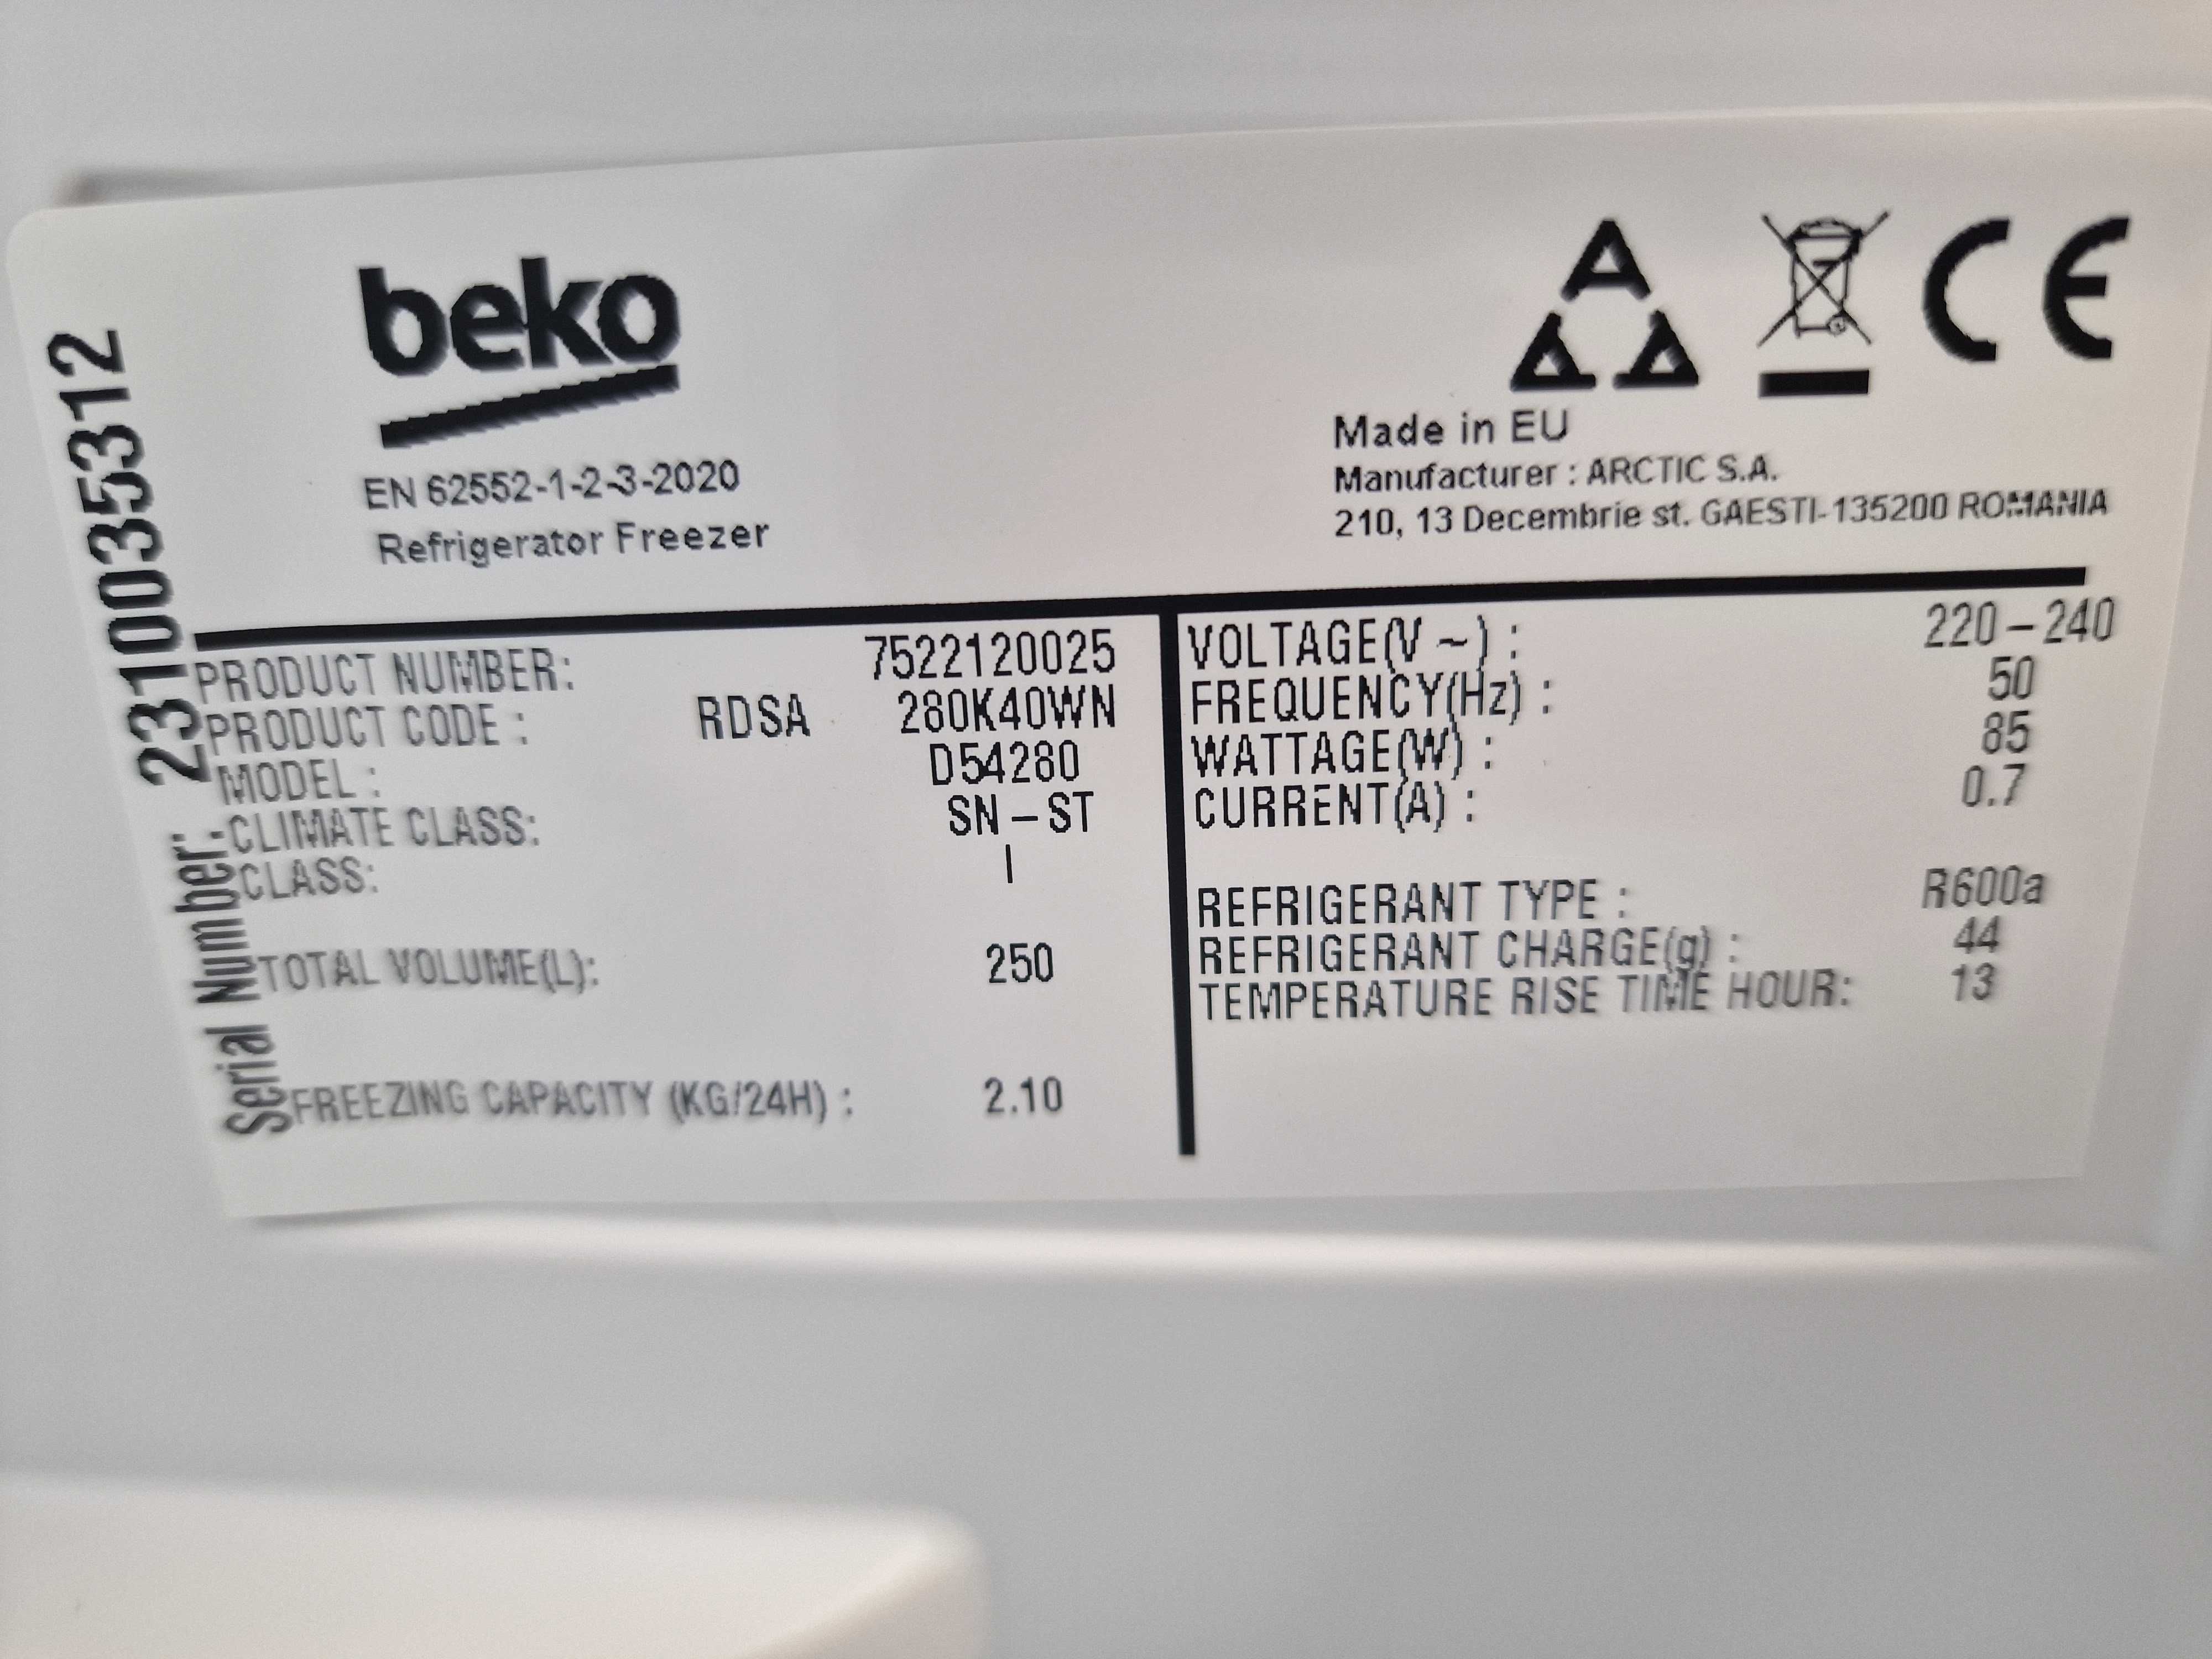 beko
EN 62552-1-2-3-2020
Refrigerator Freezer
CE
Made in EU
Manufacturer : ARCTIC S.A.
210, 13 Decembrie st. GAESTI-135200 ROMANIA
Serial Number: 2310035312
PRODUCT NUMBER: 7522120025
PRODUCT CODE : RDSA 280K40WN
MODEL : D54280
CLIMATE CLASS: SN – ST
CLASS: I
TOTAL VOLUME(L): 250
FREEZING CAPACITY (KG/24H) : 2.10
VOLTAGE(V ~) : 220 – 240
FREQUENCY(Hz) : 50
WATTAGE(W) : 85
CURRENT(A) : 0.7
REFRIGERANT TYPE : R600a
REFRIGERANT CHARGE(g) : 44
TEMPERATURE RISE TIME HOUR: 13